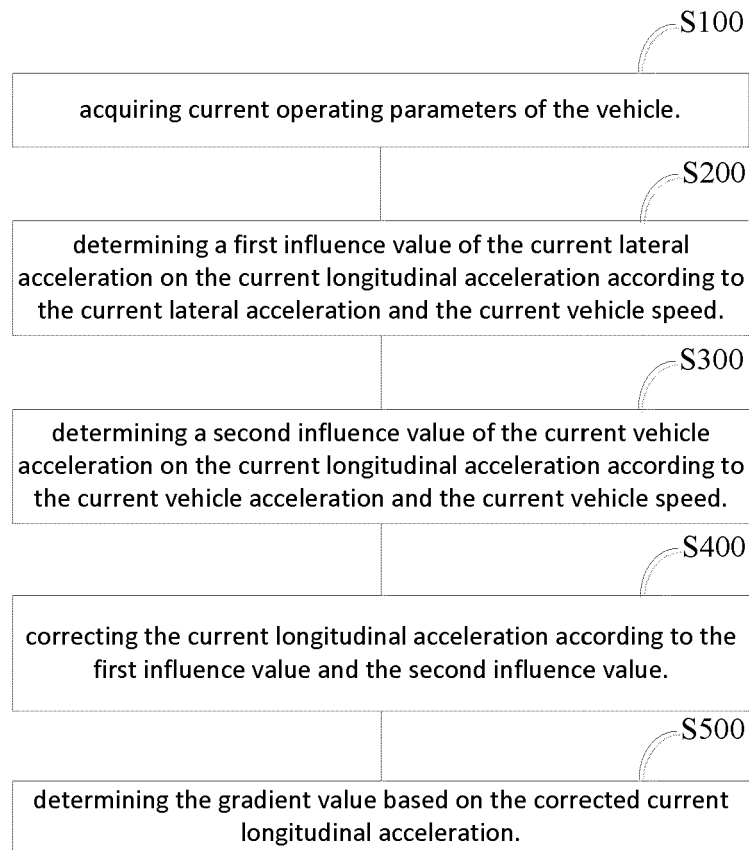 S100
acquiring current operating parameters of the vehicle.
S200
determining a first influence value of the current lateral
acceleration on the current longitudinal acceleration according to
the current lateral acceleration and the current vehicle speed.
S300
determining a second influence value of the current vehicle
acceleration on the current longitudinal acceleration according to
the current vehicle acceleration and the current vehicle speed.
S400
correcting the current longitudinal acceleration according to the
first influence value and the second influence value.
S500
determining the gradient value based on the corrected current
longitudinal acceleration.